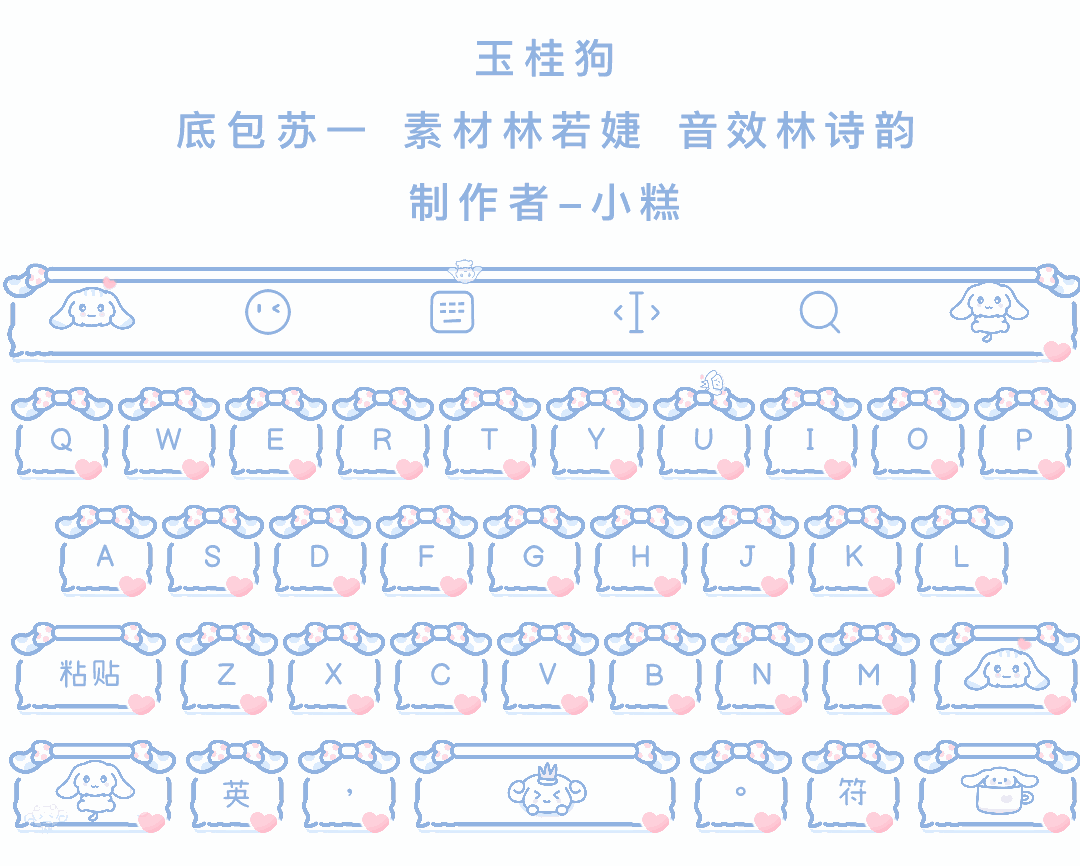 玉桂狗
底包苏一 素材林若婕 音效林诗韵
制作者-小糕
Q W E R T Y U I O P
A S D F G H J K L
粘贴 Z X C V B N M
英 , 。 符